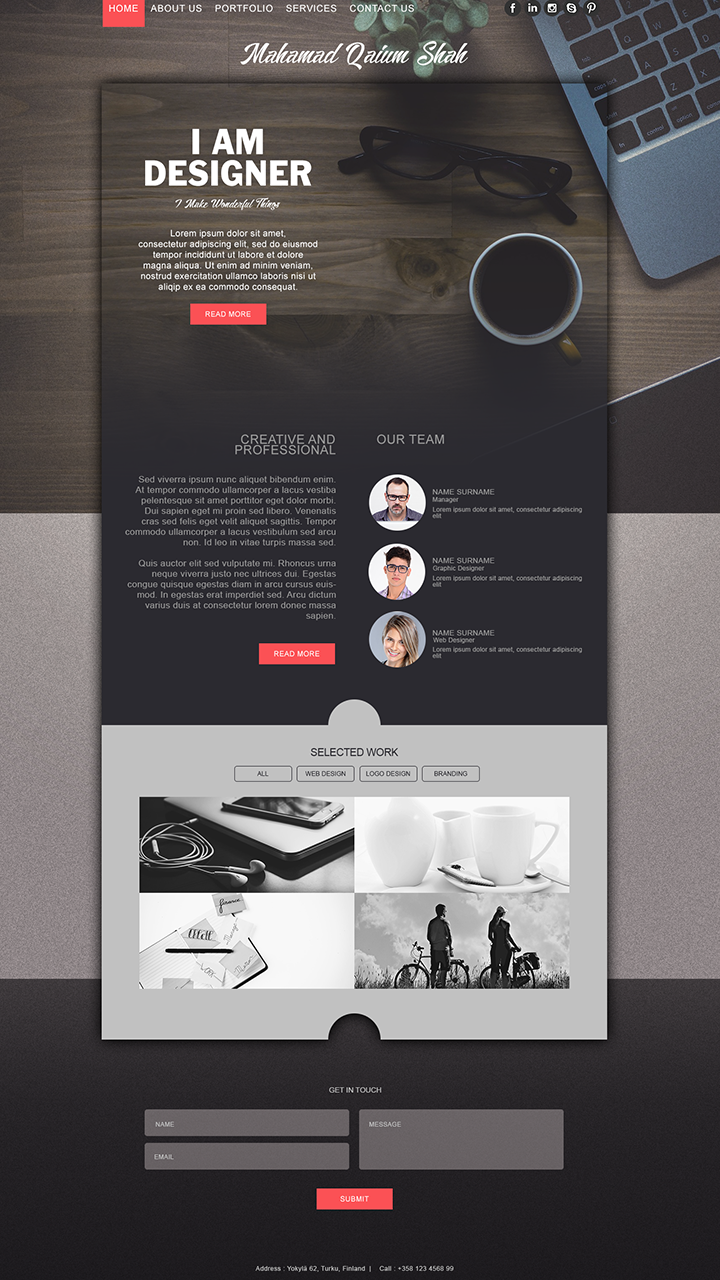 HOME ABOUT US PORTFOLIO SERVICES CONTACT US
Mahamad Qaium Shah
I AM
DESIGNER
I Make Wonderful Things
Lorem ipsum dolor sit amet,
consectetur adipiscing elit, sed do eiusmod
tempor incididunt ut labore et dolore
magna aliqua. Ut enim ad minim veniam,
nostrud exercitation ullamco laboris nisi ut
aliqip ex ea commodo consequat.
READ MORE
CREATIVE AND
PROFESSIONAL
Sed viverra ipsum nunc aliquet bibendum enim.
At tempor commodo ullamcorper a lacus vestiba
pelentesque sit amet porttitor eget dolor morbi.
Dui sapien eget mi proin sed libero. Venenatis
cras sed felis eget velit aliquet sagittis. Tempor
commodo ullamcorper a lacus vestibulum sed arcu
non. Id leo in vitae turpis massa sed.
Quis auctor elit sed vulputate mi. Rhoncus urna
neque viverra justo nec ultrices dui. Egestas
congue quisque egestas diam in arcu cursus euis-
mod. In egestas erat imperdiet sed. Arcu dictum
varius duis at consectetur lorem donec massa
sapien.
READ MORE
OUR TEAM
NAME SURNAME
Manager
Lorem ipsum dolor sit amet, consectetur adipiscing
elit
NAME SURNAME
Graphic Designer
Lorem ipsum dolor sit amet, consectetur adipiscing
elit
NAME SURNAME
Web Designer
Lorem ipsum dolor sit amet, consectetur adipiscing
elit
SELECTED WORK
ALL WEB DESIGN LOGO DESIGN BRANDING
CREATE
WORK
GET IN TOUCH
NAME
EMAIL
MESSAGE
SUBMIT
Address : Yokylä 62, Turku, Finland | Call : +358 123 4568 99